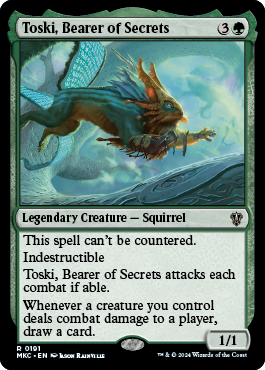 Toski, Bearer of Secrets 3
Legendary Creature — Squirrel
This spell can't be countered.
Indestructible
Toski, Bearer of Secrets attacks each
combat if able.
Whenever a creature you control
deals combat damage to a player,
draw a card.
1/1
R 0191
MKC • EN Jason Rainville
™ & © 2024 Wizards of the Coast